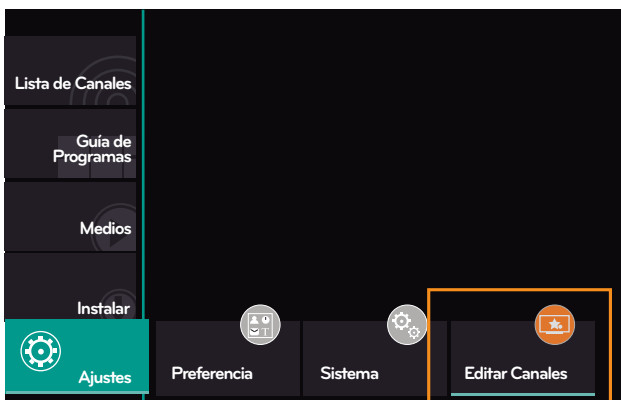 Lista de Canales
Guía de
Programas
Medios
Instalar
Ajustes
Preferencia
Sistema
Editar Canales